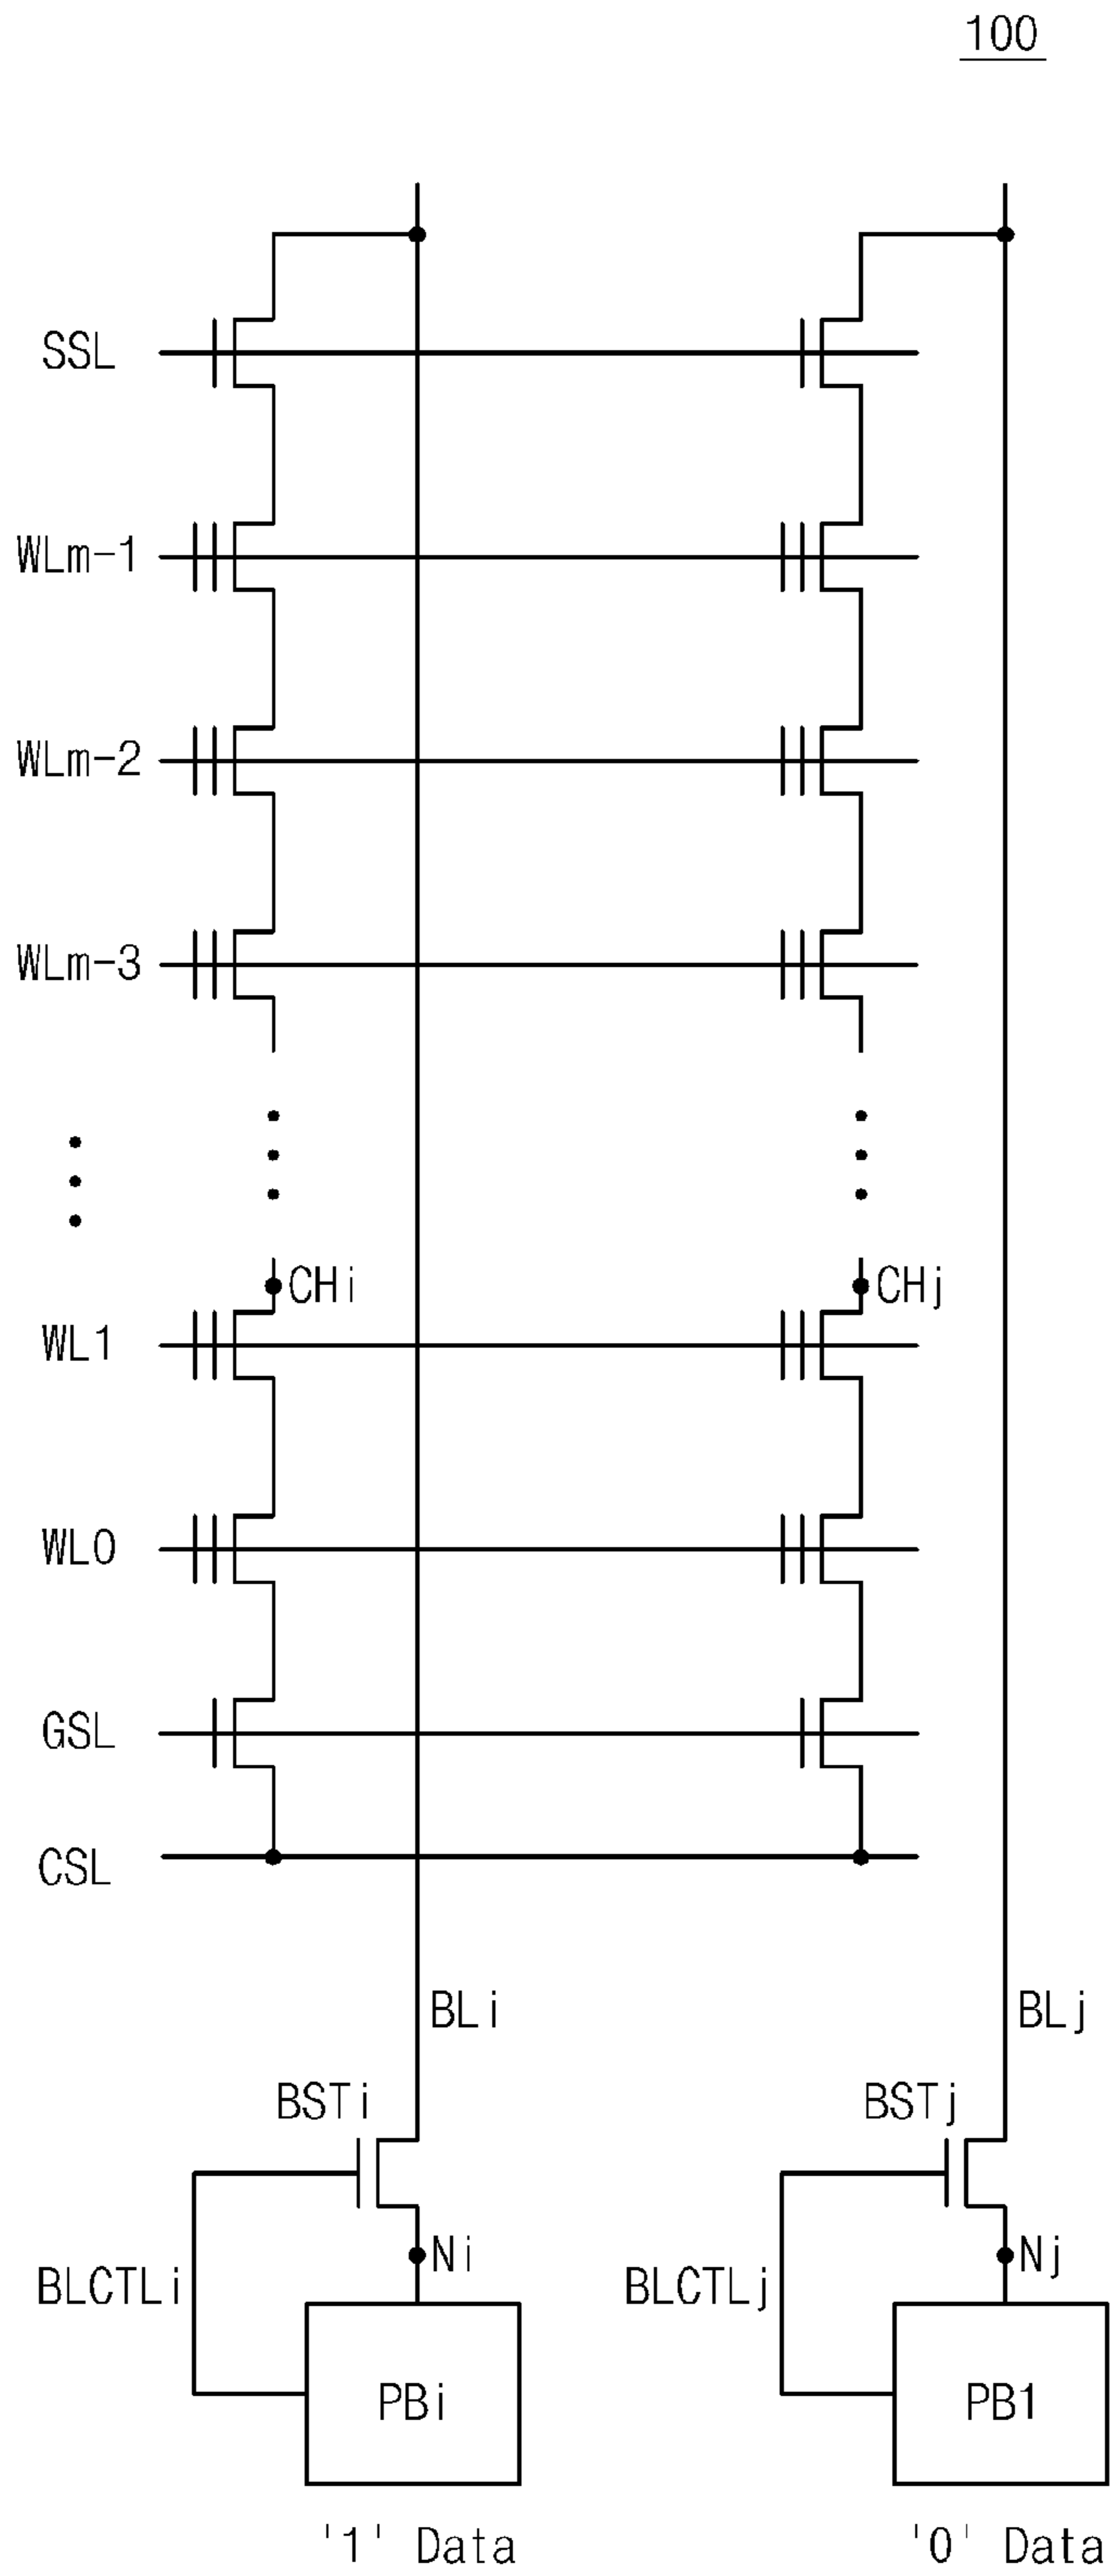 100
SSL
WLm-1
WLm-2
WLm-3
CHi CHj
WL1
WL0
GSL
CSL
BLi BLj
BSTi BSTj
Ni Nj
BLCTLi BLCTLj
PBi PB1
'1' Data '0' Data